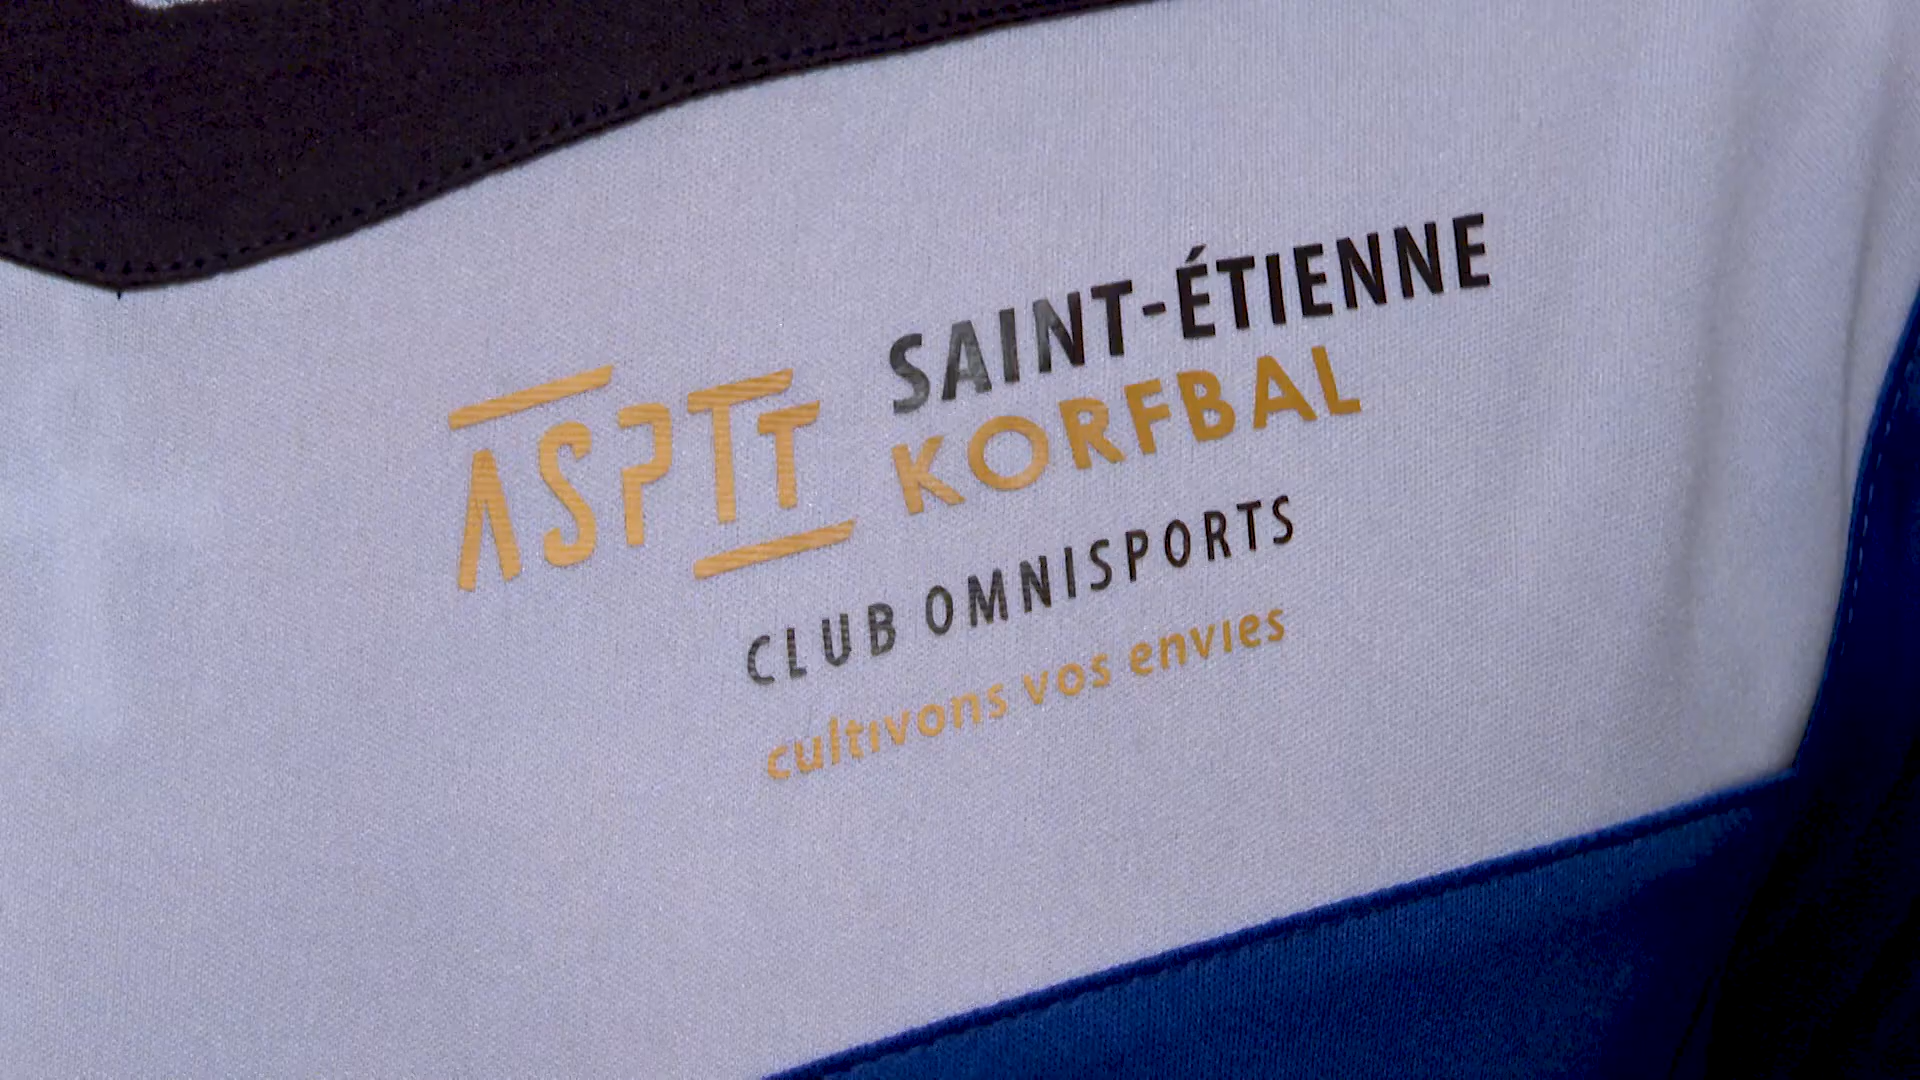 ASPTT
SAINT-ÉTIENNE
KORFBAL
CLUB OMNISPORTS
cultivons vos envies